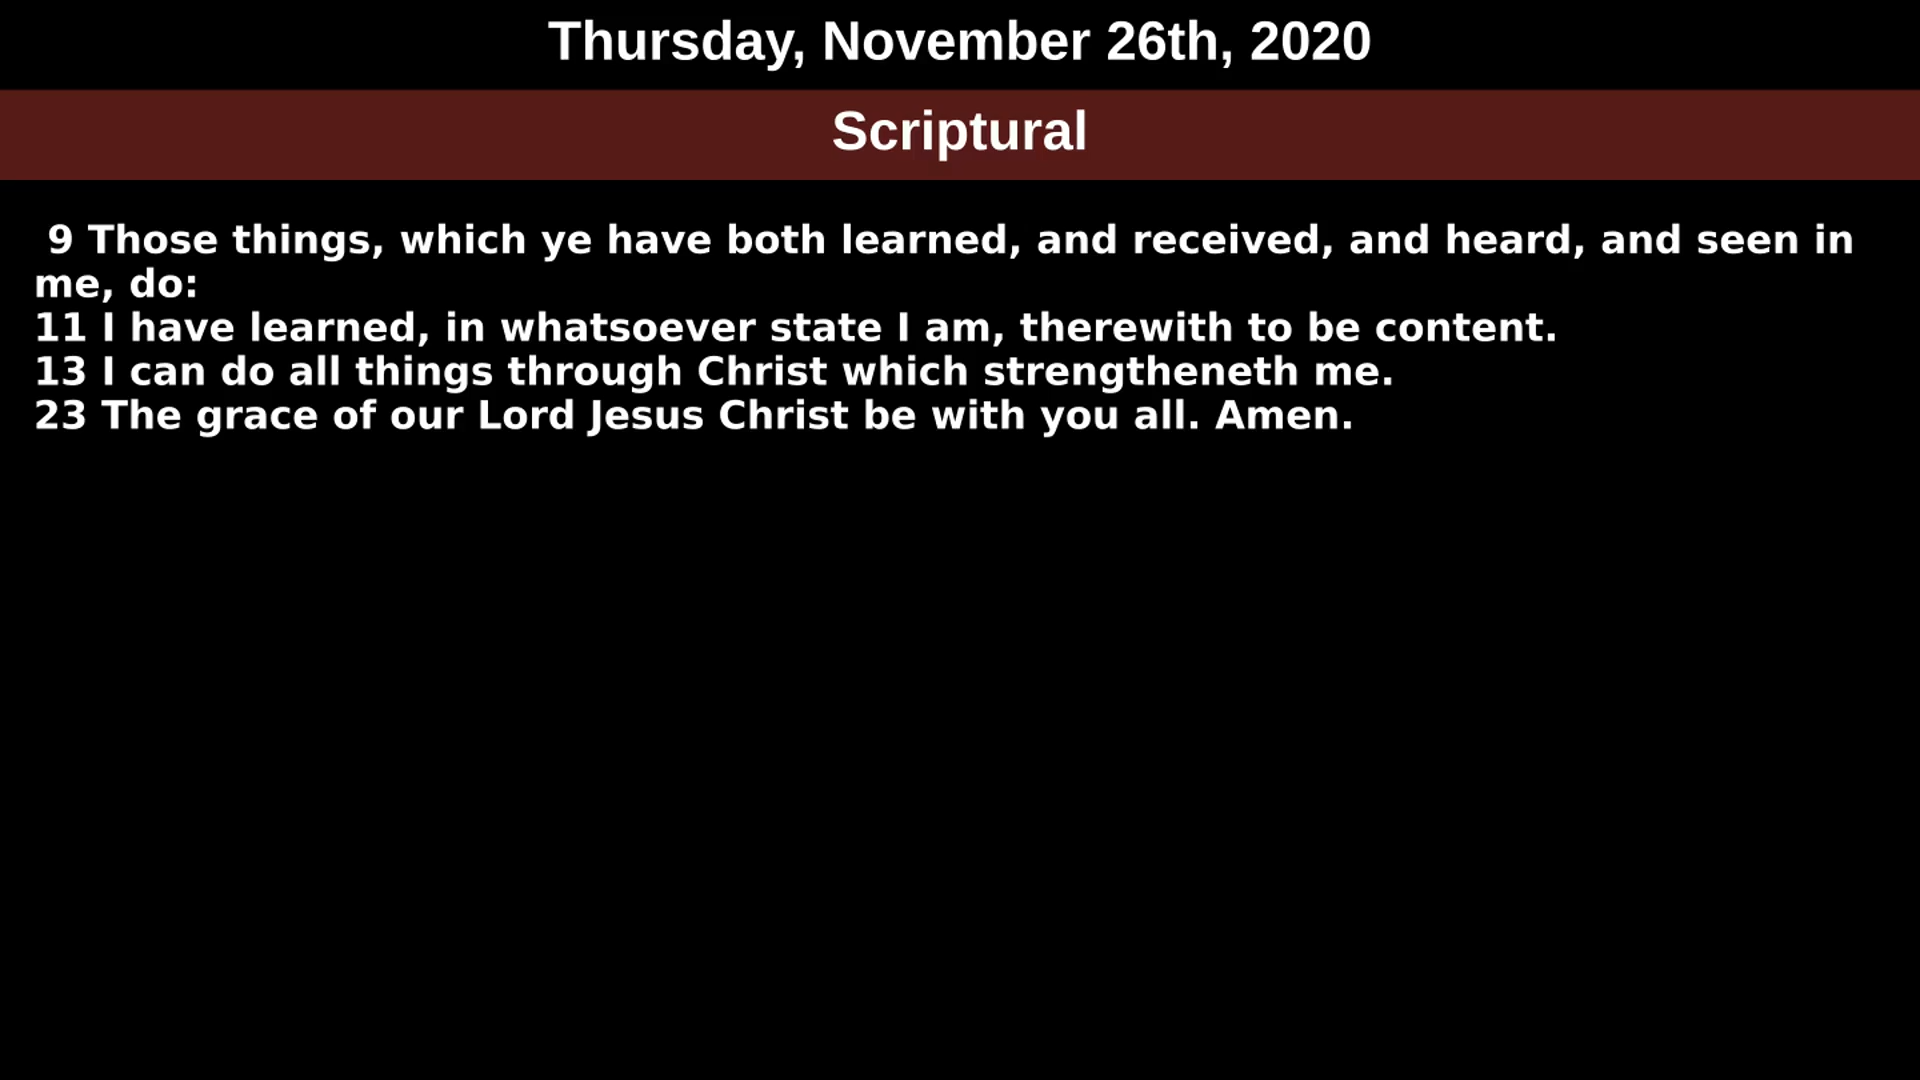 Thursday, November 26th, 2020
Scriptural
9 Those things, which ye have both learned, and received, and heard, and seen in
me, do:
11 I have learned, in whatsoever state I am, therewith to be content.
13 I can do all things through Christ which strengtheneth me.
23 The grace of our Lord Jesus Christ be with you all. Amen.